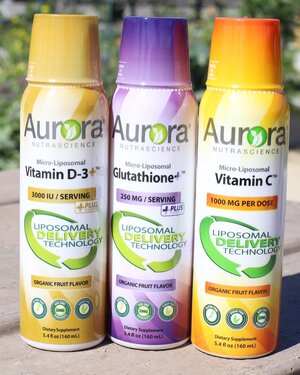 Aurora
NUTRASCIENCE
Micro-Liposomal
Vitamin D-3+™
3000 IU / SERVING
+PLUS
LIPOSOMAL
DELIVERY
TECHNOLOGY
ORGANIC FRUIT FLAVOR
Dietary Supplement
5.4 fl oz (160 mL)
Aurora
NUTRASCIENCE
Micro-Liposomal
Glutathione+™
250 MG / SERVING
+PLUS
LIPOSOMAL
DELIVERY
TECHNOLOGY
ORGANIC FRUIT FLAVOR
Dietary Supplement
5.4 fl oz (160 mL)
Aurora
NUTRASCIENCE
Micro-Liposomal
Vitamin C™
1000 MG PER DOSE
LIPOSOMAL
DELIVERY
TECHNOLOGY
ORGANIC FRUIT FLAVOR
Dietary Supplement
5.4 fl oz (160 mL)